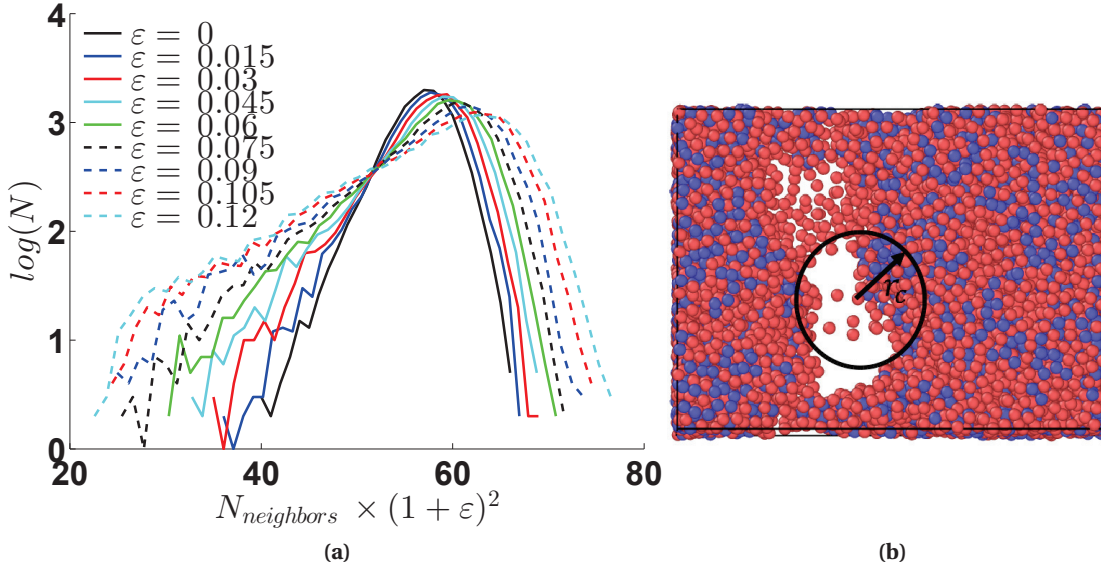 4
3
2
1
0
log(N)
ε = 0
ε = 0.015
ε = 0.03
ε = 0.045
ε = 0.06
ε = 0.075
ε = 0.09
ε = 0.105
ε = 0.12
20 40 60 80
N_neighbors × (1 + ε)²
(a)
r_c
(b)